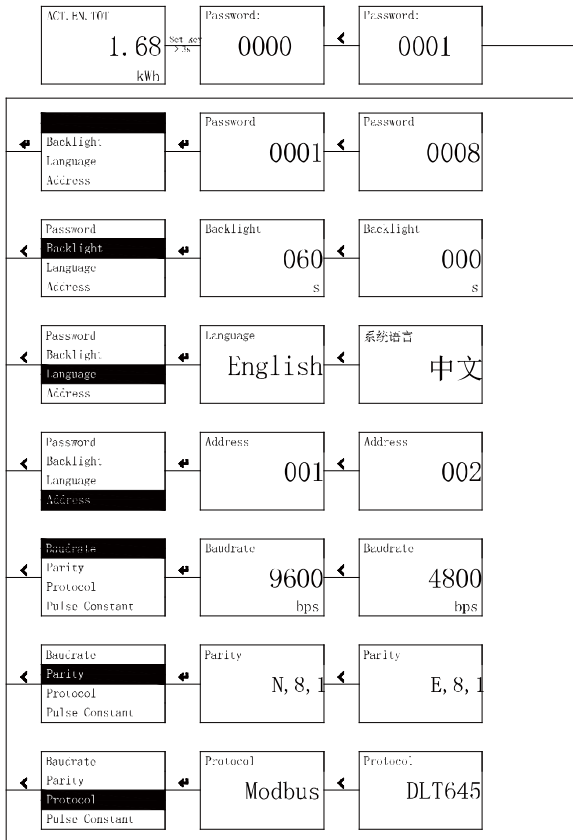 ACT. EN. TOT
1.68
kWh
Set key
> 3s
Password:
0000
Password:
0001
Backlight
Language
Address
Password
0001
Password
0008
Password
Backlight
Language
Address
Backlight
060
s
Backlight
000
s
Password
Backlight
Language
Address
Language
English
系统语言
中文
Password
Backlight
Language
Address
Address
001
Address
002
Baudrate
Parity
Protocol
Pulse Constant
Baudrate
9600
bps
Baudrate
4800
bps
Baudrate
Parity
Protocol
Pulse Constant
Parity
N, 8, 1
Parity
E, 8, 1
Baudrate
Parity
Protocol
Pulse Constant
Protocol
Modbus
Protocol
DLT645